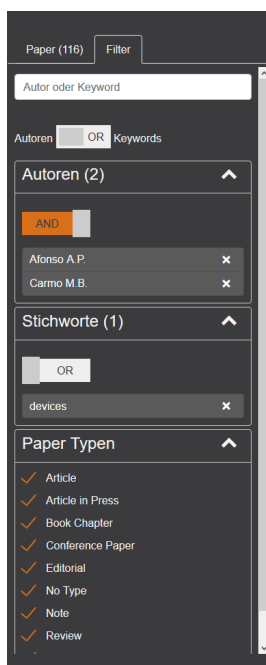 Paper (116) Filter
Autor oder Keyword
Autoren OR Keywords
Autoren (2)
AND
Afonso A.P.
Carmo M.B.
Stichworte (1)
OR
devices
Paper Typen
Article
Article in Press
Book Chapter
Conference Paper
Editorial
No Type
Note
Review